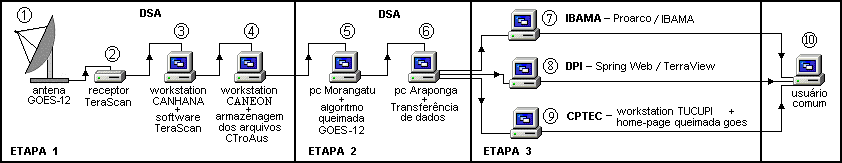 DSA
DSA
1
antena
GOES-12
2
receptor
TeraScan
3
workstation
CANHANA
+
software
TeraScan
4
workstation
CANEON
+
armazenagem
dos arquivos
CTroAus
5
pc Morangatu
+
algoritmo
queimada
GOES-12
6
pc Araponga
+
Transferência
de dados
7 IBAMA – Proarco / IBAMA
8 DPI – Spring Web / TerraView
9 CPTEC – workstation TUCUPI +
home-page queimada goes
10
usuário
comum
ETAPA 1
ETAPA 2
ETAPA 3